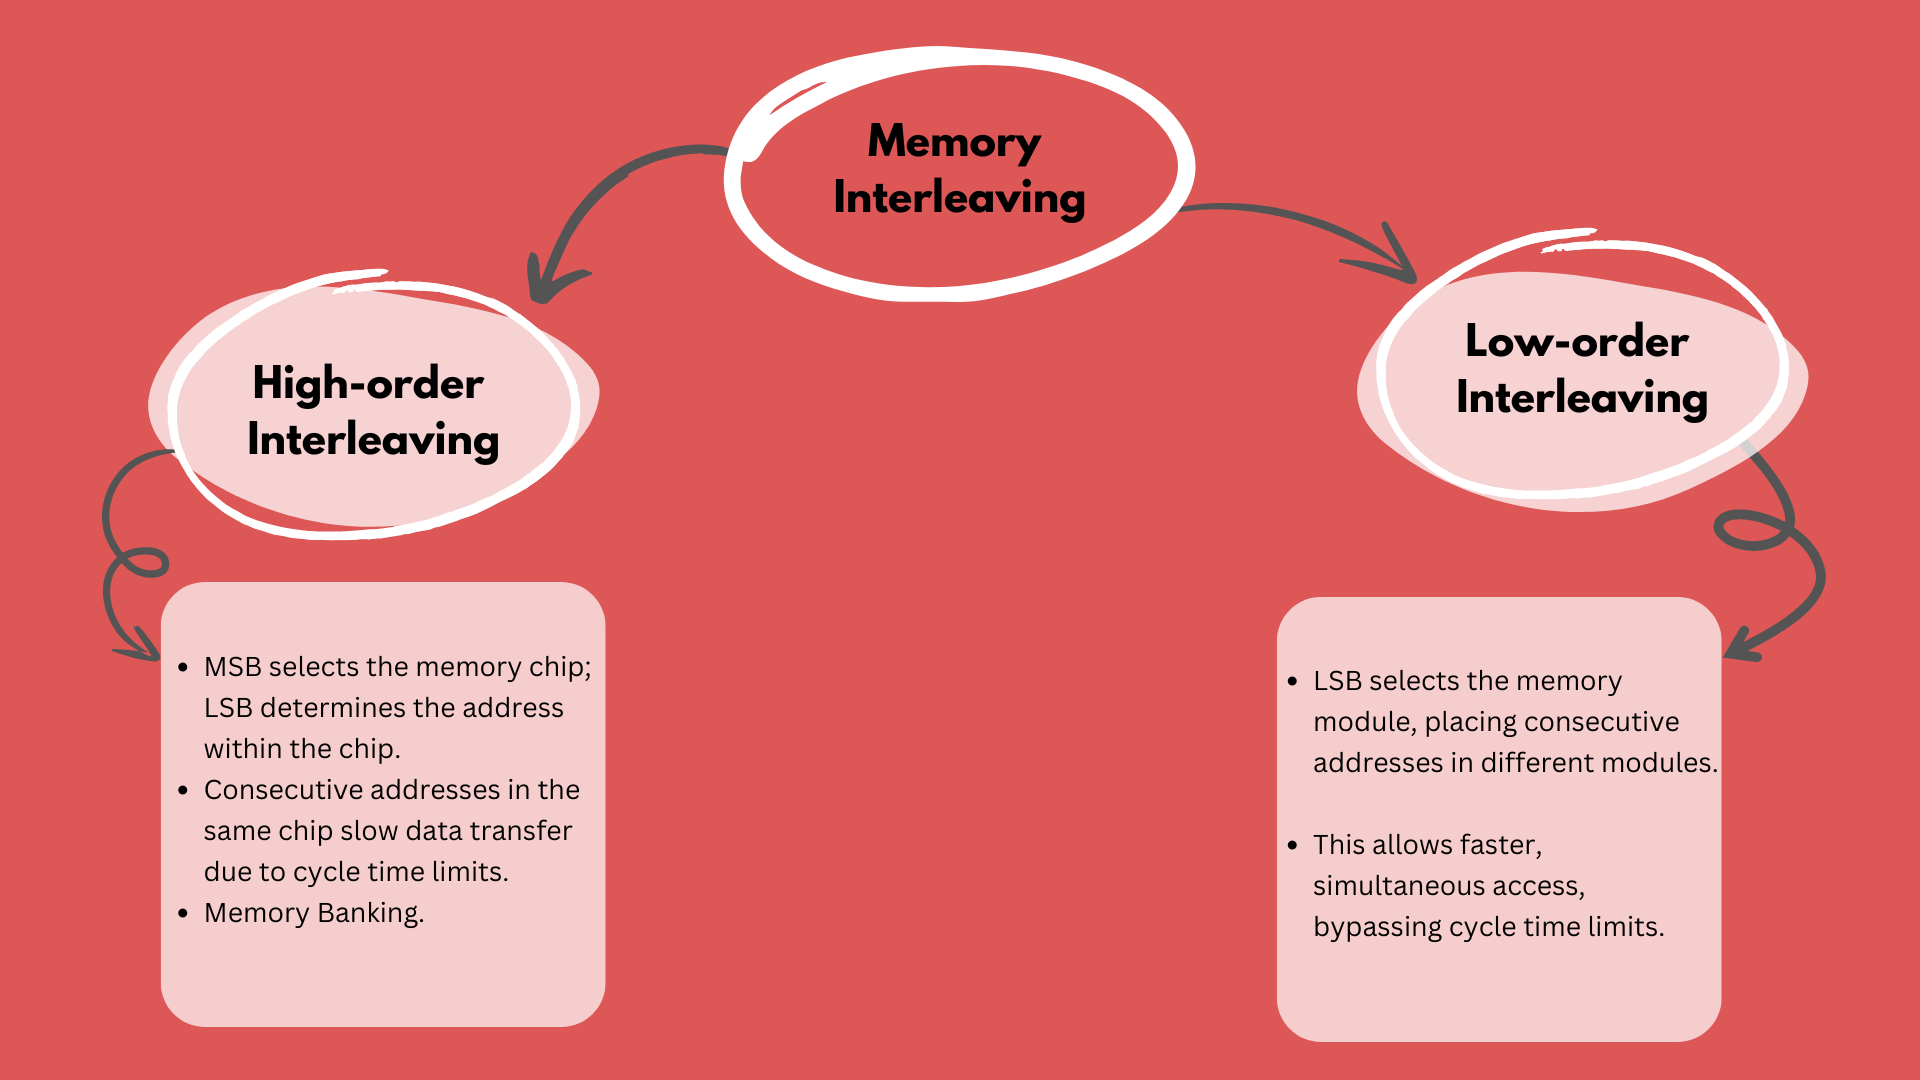 Memory
Interleaving
High-order
Interleaving
Low-order
Interleaving
• MSB selects the memory chip;
LSB determines the address
within the chip.
• Consecutive addresses in the
same chip slow data transfer
due to cycle time limits.
• Memory Banking.
• LSB selects the memory
module, placing consecutive
addresses in different modules.
• This allows faster,
simultaneous access,
bypassing cycle time limits.